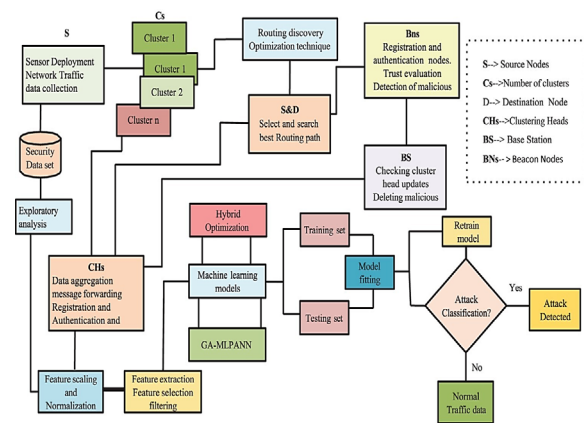 S
Sensor Deployment
Network Traffic
data collection
Cs
Cluster 1
Cluster 1
Cluster 2
Cluster n
Routing discovery
Optimization technique
S&D
Select and search
best Routing path
Bns
Registration and
authentication nodes.
Trust evaluation
Detection of malicious
S--> Source Nodes
Cs-->Number of clusters
D--> Destination Node
CHs-->Clustering Heads
BS--> Base Station
BNs-->Beacon Nodes
Security
Data set
BS
Checking cluster
head updates
Deleting malicious
Exploratory
analysis
CHs
Data aggregation
message forwarding
Registration and
Authentication and
Hybrid
Optimization
Machine learning
models
GA-MLPANN
Training set
Testing set
Model
fitting
Retrain
model
Attack
Classification?
Yes
Attack
Detected
No
Normal
Traffic data
Feature scaling
and
Normalization
Feature extraction
Feature selection
filtering